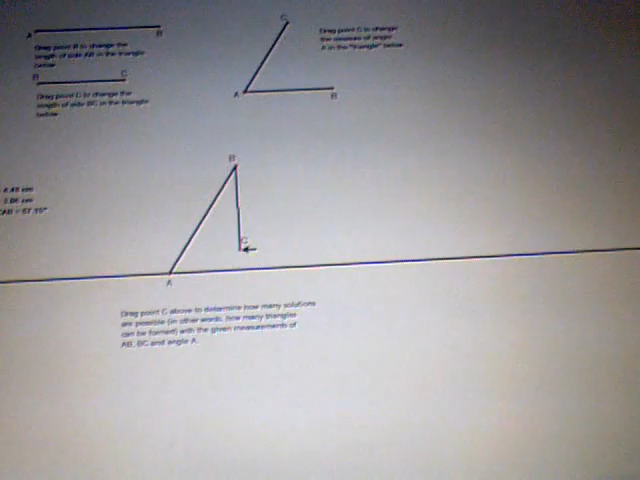 A B
Drag point B to change the
length of side AB in the triangle
below
B C
Drag point C to change the
length of side BC in the triangle
below
C
Drag point C to change
the measure of angle
A in the "triangle" below
A B
B
cm
cm
C
A
Drag point C above to determine how many solutions
are possible (in other words, how many triangles
can be formed) with the given measurements of
AB, BC and angle A.